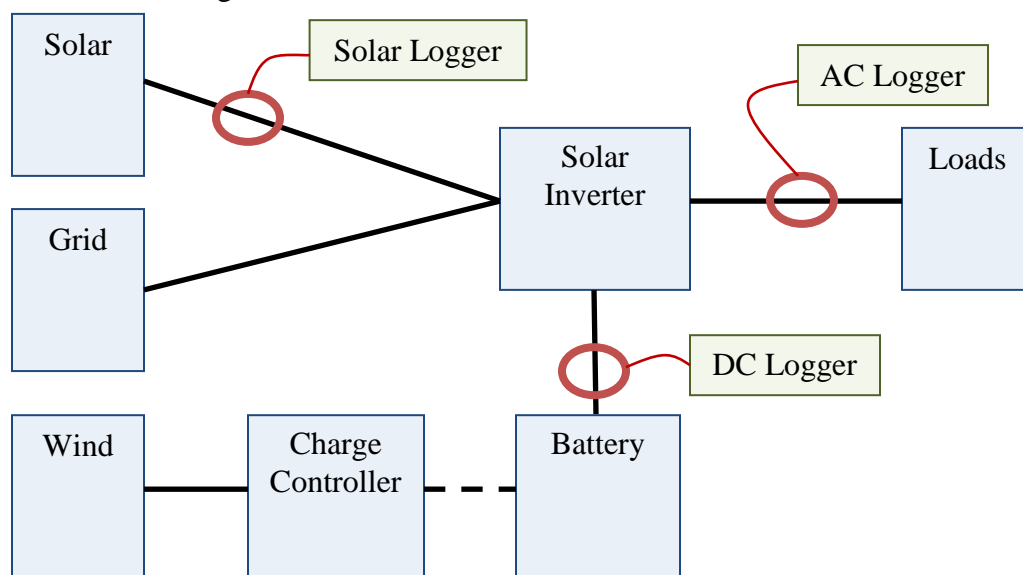 Solar
Solar Logger
AC Logger
Solar
Inverter
Loads
Grid
DC Logger
Wind
Charge
Controller
Battery